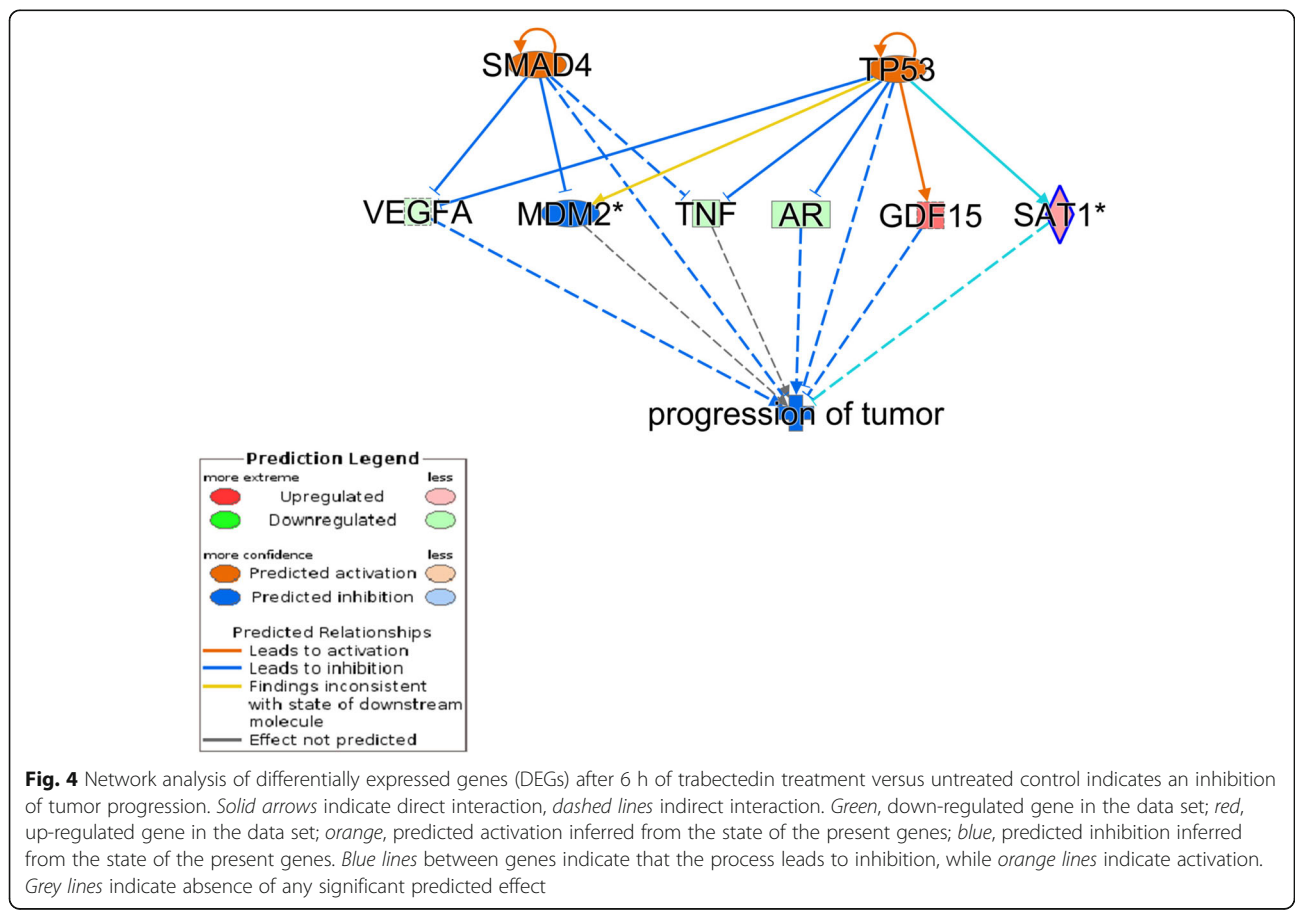 SMAD4 TP53
VEGFA MDM2* TNF AR GDF15 SAT1*
progression of tumor
Prediction Legend
more extreme less
Upregulated
Downregulated
more confidence less
Predicted activation
Predicted inhibition
Predicted Relationships
Leads to activation
Leads to inhibition
Findings inconsistent
with state of downstream
molecule
Effect not predicted
Fig. 4 Network analysis of differentially expressed genes (DEGs) after 6 h of trabectedin treatment versus untreated control indicates an inhibition
of tumor progression. Solid arrows indicate direct interaction, dashed lines indirect interaction. Green, down-regulated gene in the data set; red,
up-regulated gene in the data set; orange, predicted activation inferred from the state of the present genes; blue, predicted inhibition inferred
from the state of the present genes. Blue lines between genes indicate that the process leads to inhibition, while orange lines indicate activation.
Grey lines indicate absence of any significant predicted effect